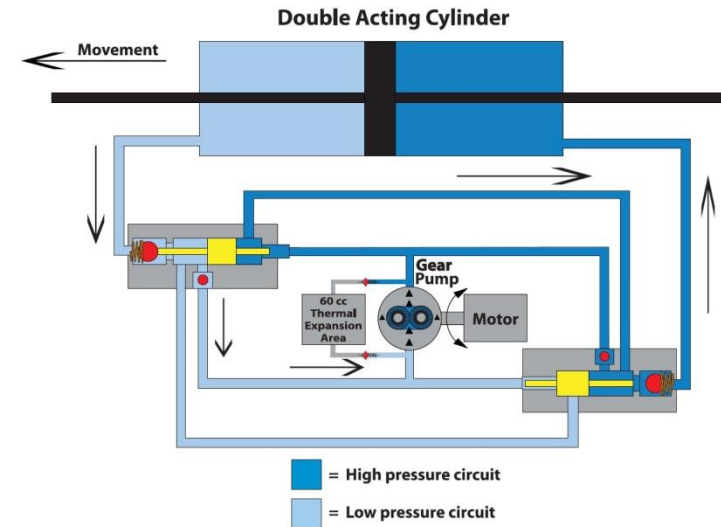 Double Acting Cylinder
Movement
Gear
Pump
60 cc
Thermal
Expansion
Area
Motor
= High pressure circuit
= Low pressure circuit